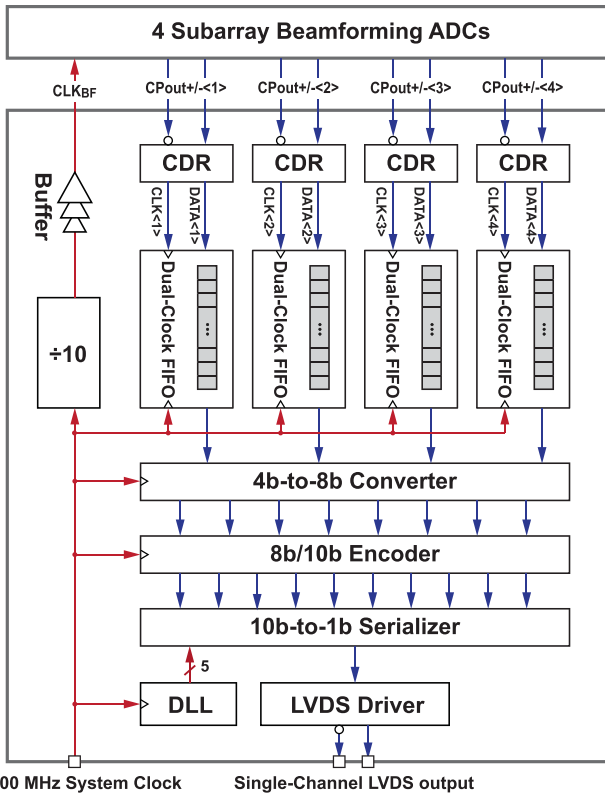 4 Subarray Beamforming ADCs
CLKBF
CPout+/-<1>
CPout+/-<2>
CPout+/-<3>
CPout+/-<4>
CDR
CDR
CDR
CDR
Buffer
CLK<1>
DATA<1>
CLK<2>
DATA<2>
CLK<3>
DATA<3>
CLK<4>
DATA<4>
Dual-Clock FIFO
...
Dual-Clock FIFO
...
Dual-Clock FIFO
...
Dual-Clock FIFO
...
÷10
4b-to-8b Converter
8b/10b Encoder
10b-to-1b Serializer
5
DLL
LVDS Driver
00 MHz System Clock
Single-Channel LVDS output